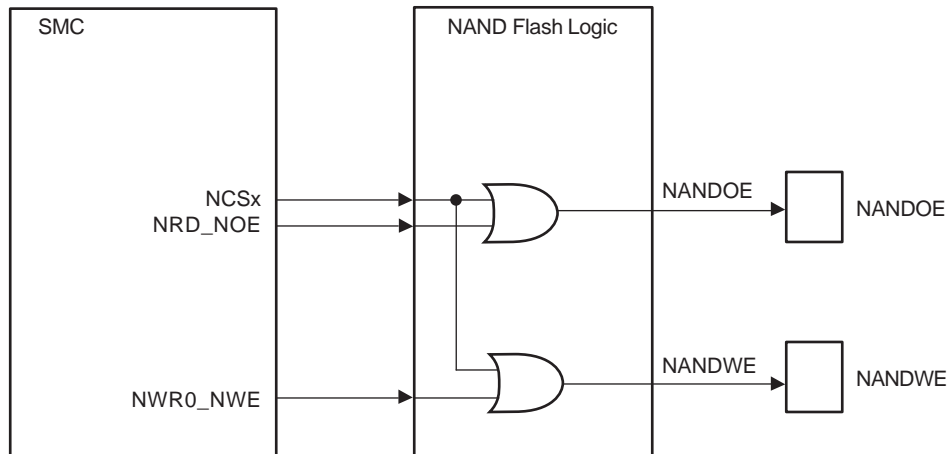 SMC
NAND Flash Logic
NCSx
NRD_NOE
NANDOE
NANDOE
NWR0_NWE
NANDWE
NANDWE